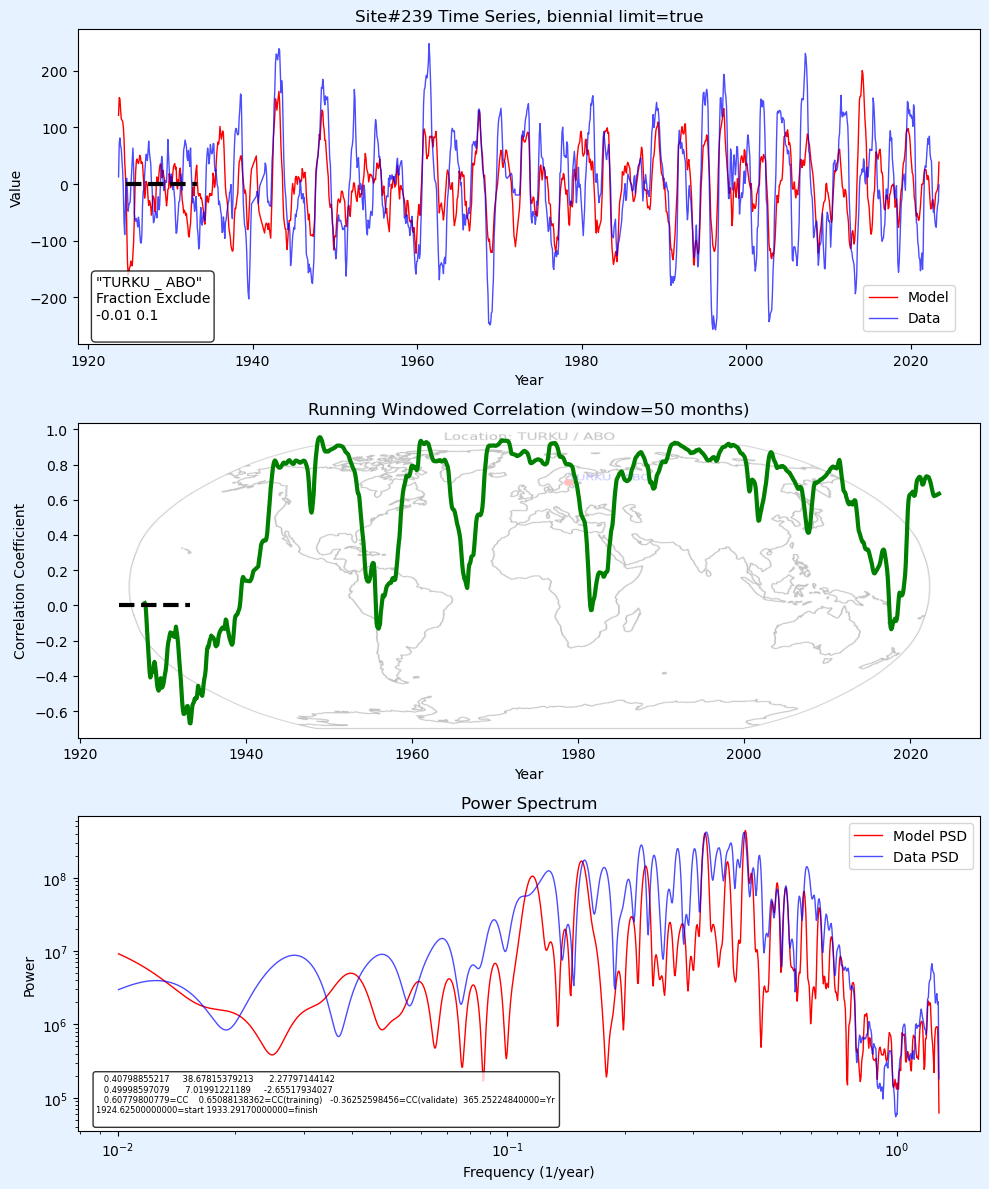 Site#239 Time Series, biennial limit=true
200
100
0
−100
−200
Value
"TURKU _ ABO"
Fraction Exclude
-0.01 0.1
Model
Data
1920
1940
1960
1980
2000
2020
Year
Running Windowed Correlation (window=50 months)
Location: TURKU / ABO
1.0
0.8
0.6
0.4
0.2
0.0
−0.2
−0.4
−0.6
Correlation Coefficient
1920
1940
1960
1980
2000
2020
Year
Power Spectrum
Model PSD
Data PSD
10⁸
10⁷
10⁶
10⁵
Power
0.40798855217 38.67815379213 2.27797144142
0.49998597079 7.01991221189 -2.65517934027
0.60779800779=CC 0.65088138362=CC(training) -0.36252598456=CC(validate) 365.25224840000=Yr
1924.62500000000=start 1933.29170000000=finish
10⁻²
10⁻¹
10⁰
Frequency (1/year)